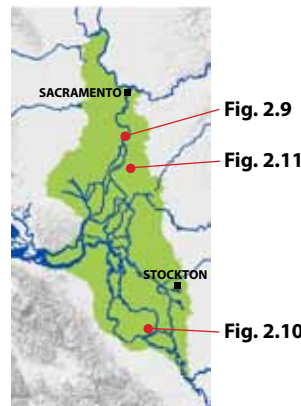 SACRAMENTO
Fig. 2.9
Fig. 2.11
STOCKTON
Fig. 2.10